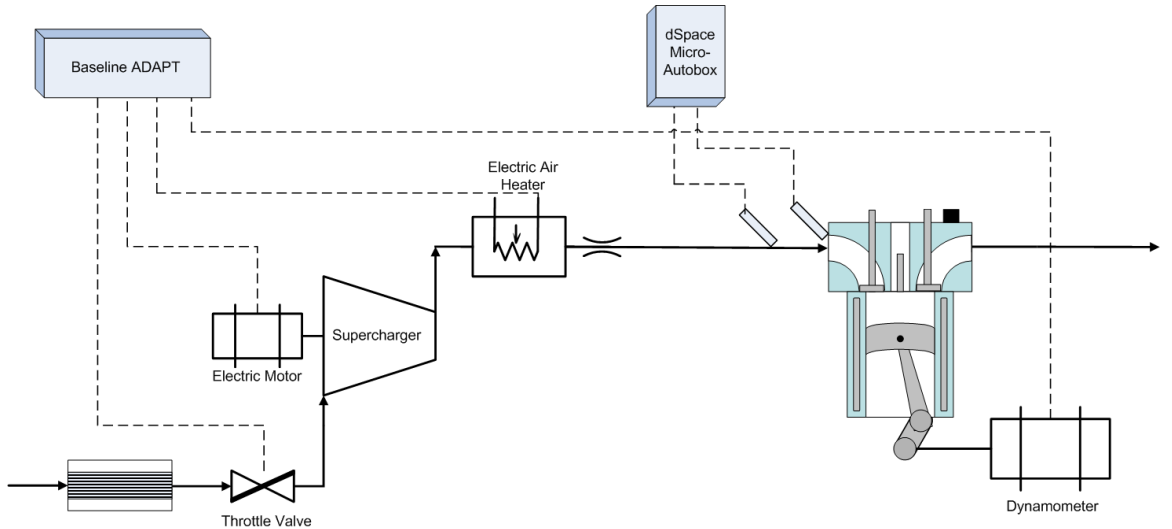 Baseline ADAPT
dSpace
Micro-
Autobox
Electric Air
Heater
Supercharger
Electric Motor
Throttle Valve
Dynamometer